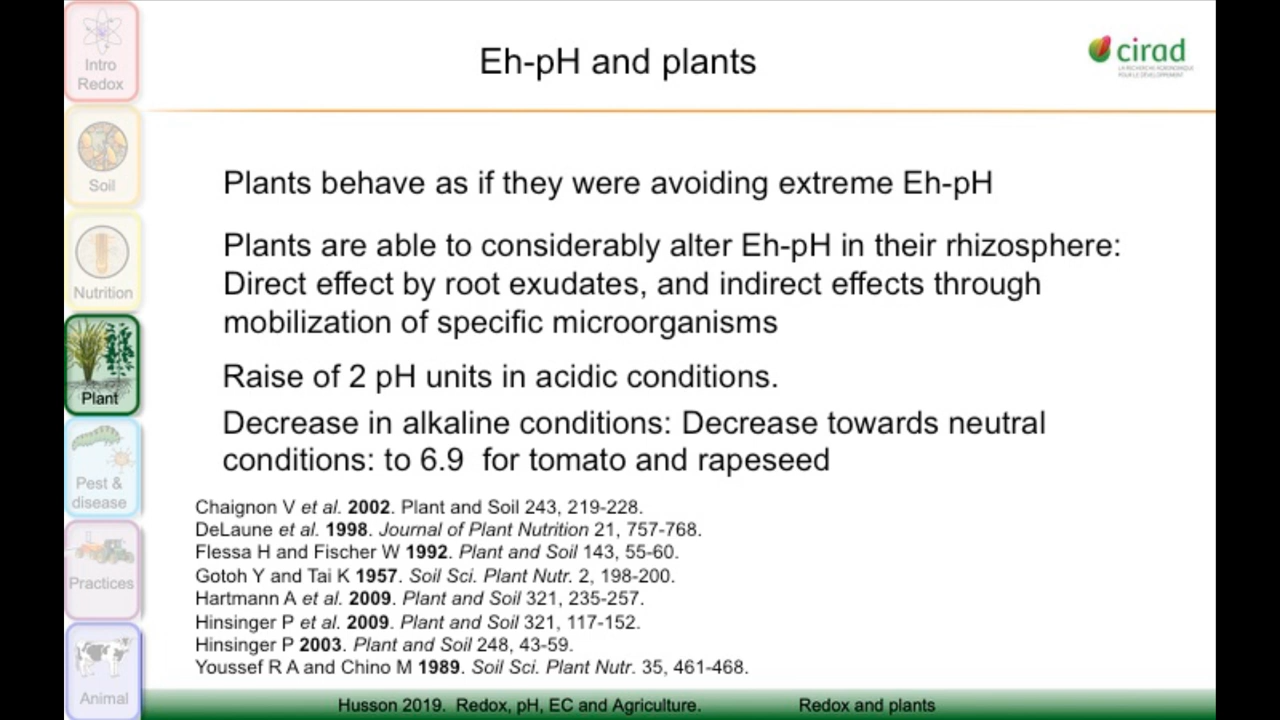 Eh-pH and plants
cirad
LA RECHERCHE AGRONOMIQUE
POUR LE DÉVELOPPEMENT
Intro
Redox
Soil
Nutrition
Plant
Pest &
disease
Practices
Animal
Plants behave as if they were avoiding extreme Eh-pH
Plants are able to considerably alter Eh-pH in their rhizosphere:
Direct effect by root exudates, and indirect effects through
mobilization of specific microorganisms
Raise of 2 pH units in acidic conditions.
Decrease in alkaline conditions: Decrease towards neutral
conditions: to 6.9 for tomato and rapeseed
Chaignon V et al. 2002. Plant and Soil 243, 219-228.
DeLaune et al. 1998. Journal of Plant Nutrition 21, 757-768.
Flessa H and Fischer W 1992. Plant and Soil 143, 55-60.
Gotoh Y and Tai K 1957. Soil Sci. Plant Nutr. 2, 198-200.
Hartmann A et al. 2009. Plant and Soil 321, 235-257.
Hinsinger P et al. 2009. Plant and Soil 321, 117-152.
Hinsinger P 2003. Plant and Soil 248, 43-59.
Youssef R A and Chino M 1989. Soil Sci. Plant Nutr. 35, 461-468.
Husson 2019. Redox, pH, EC and Agriculture. Redox and plants